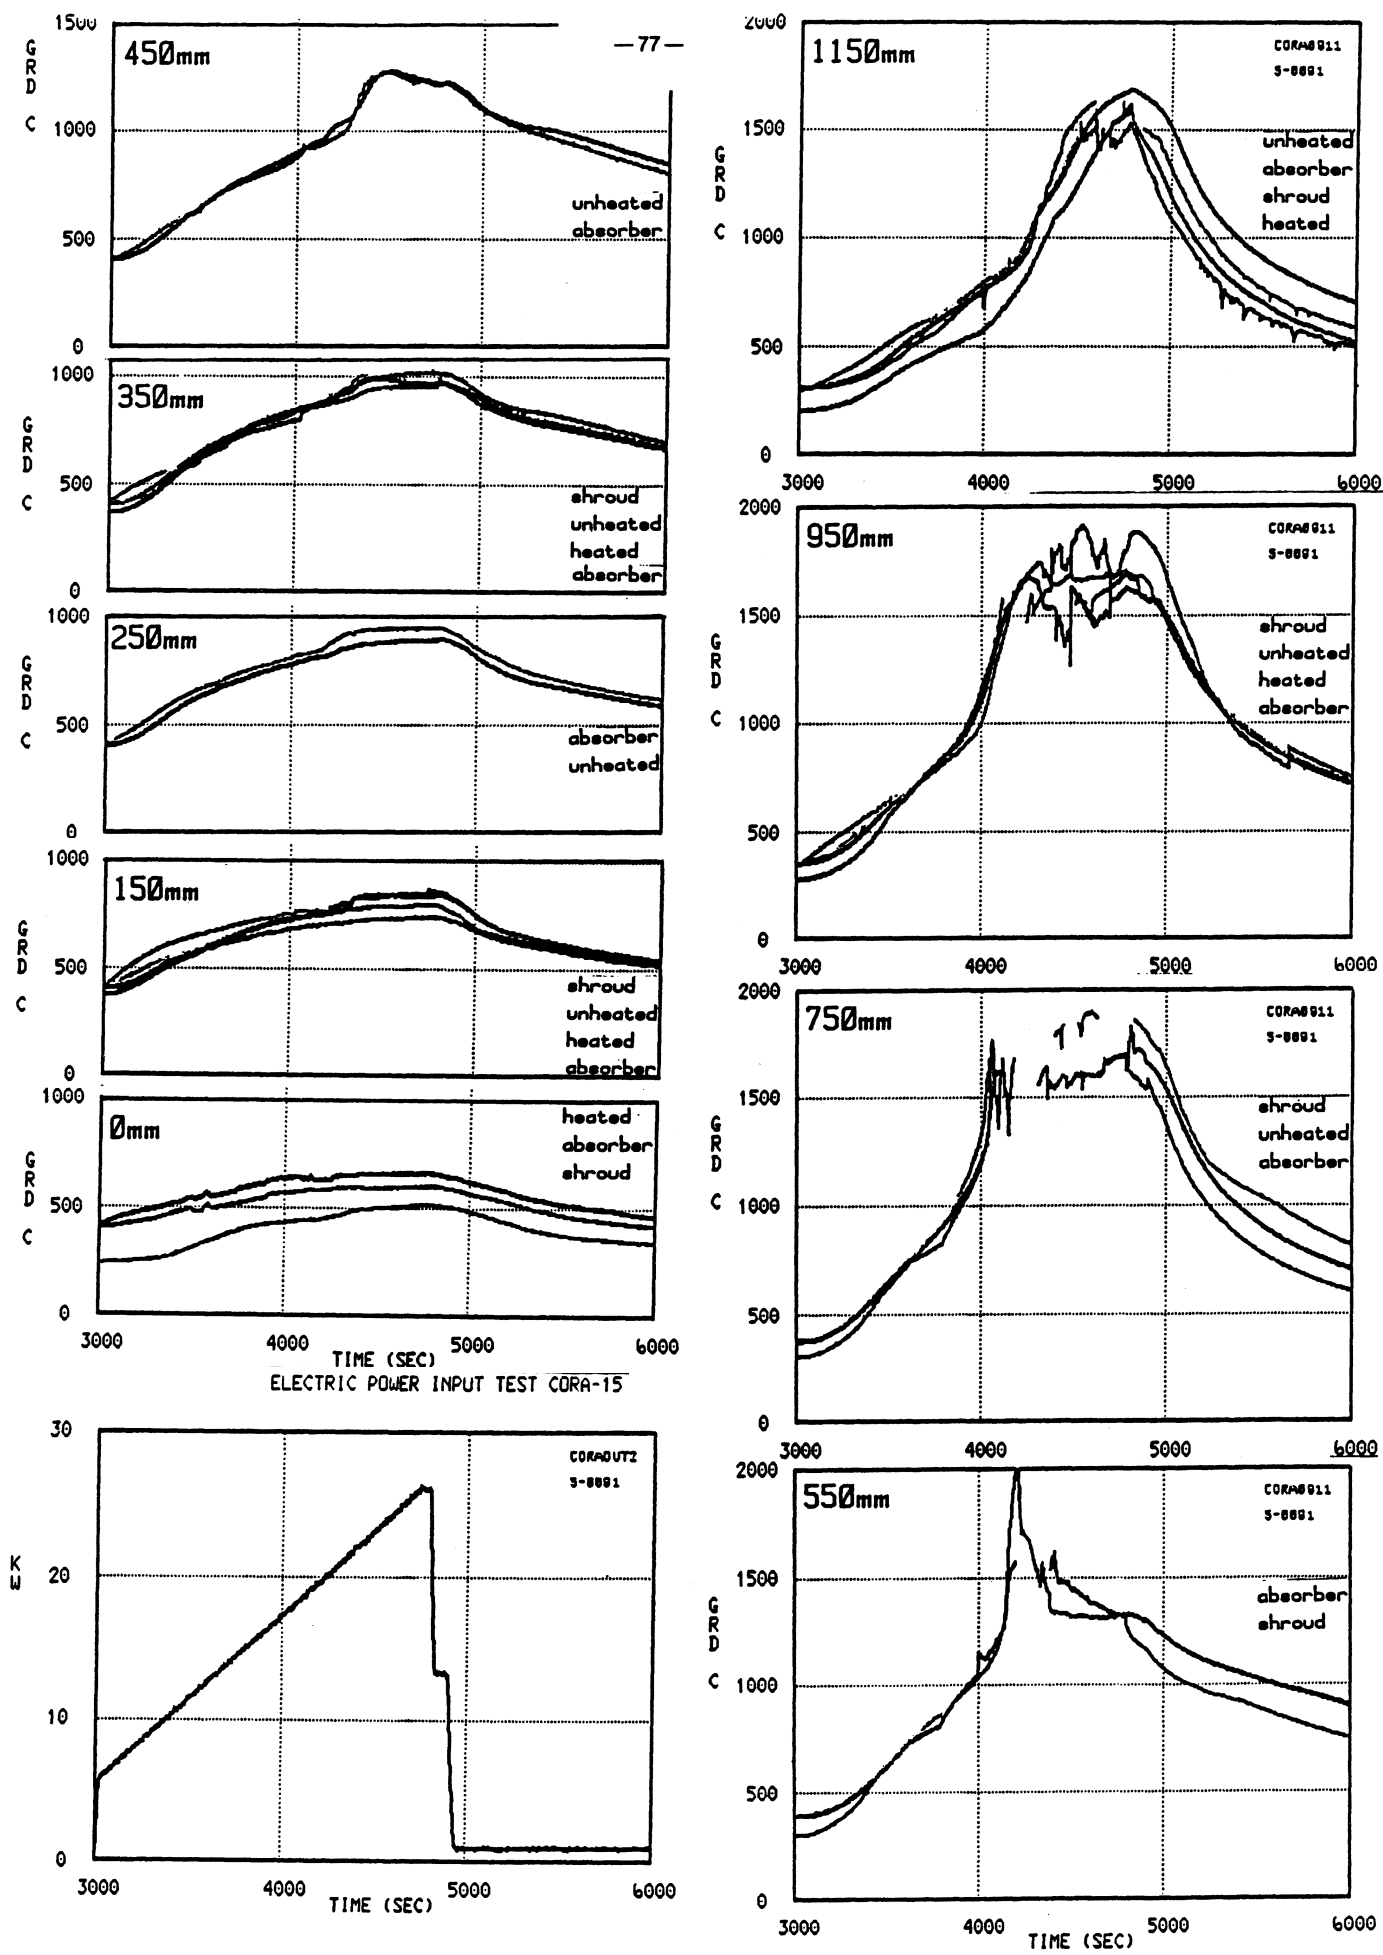 —77—
1500
450mm
GRD C
1000
unheated
absorber
500
0
1000
350mm
GRD C
500
shroud
unheated
heated
absorber
0
1000
250mm
GRD C
500
absorber
unheated
0
1000
150mm
GRD C
500
shroud
unheated
heated
absorber
0
1000
0mm
heated
absorber
shroud
GRD C
500
0
3000 4000 5000 6000
TIME (SEC)
ELECTRIC POWER INPUT TEST CORA-15
30
KW
20
10
0
3000 4000 5000 6000
TIME (SEC)
2000
1150mm
1500
unheated
absorber
shroud
heated
GRD C
1000
500
0
3000 4000 5000 6000
2000
950mm
1500
shroud
unheated
heated
absorber
GRD C
1000
500
0
3000 4000 5000 6000
2000
750mm
1500
shroud
unheated
absorber
GRD C
1000
500
0
3000 4000 5000 6000
2000
550mm
1500
absorber
shroud
GRD C
1000
500
0
3000 4000 5000 6000
TIME (SEC)